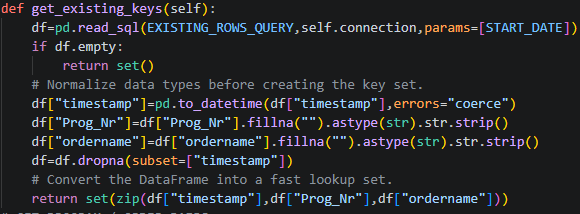 def get_existing_keys(self):
    df=pd.read_sql(EXISTING_ROWS_QUERY,self.connection,params=[START_DATE])
    if df.empty:
        return set()
    # Normalize data types before creating the key set.
    df["timestamp"]=pd.to_datetime(df["timestamp"],errors="coerce")
    df["Prog_Nr"]=df["Prog_Nr"].fillna("").astype(str).str.strip()
    df["ordername"]=df["ordername"].fillna("").astype(str).str.strip()
    df=df.dropna(subset=["timestamp"])
    # Convert the DataFrame into a fast lookup set.
    return set(zip(df["timestamp"],df["Prog_Nr"],df["ordername"]))